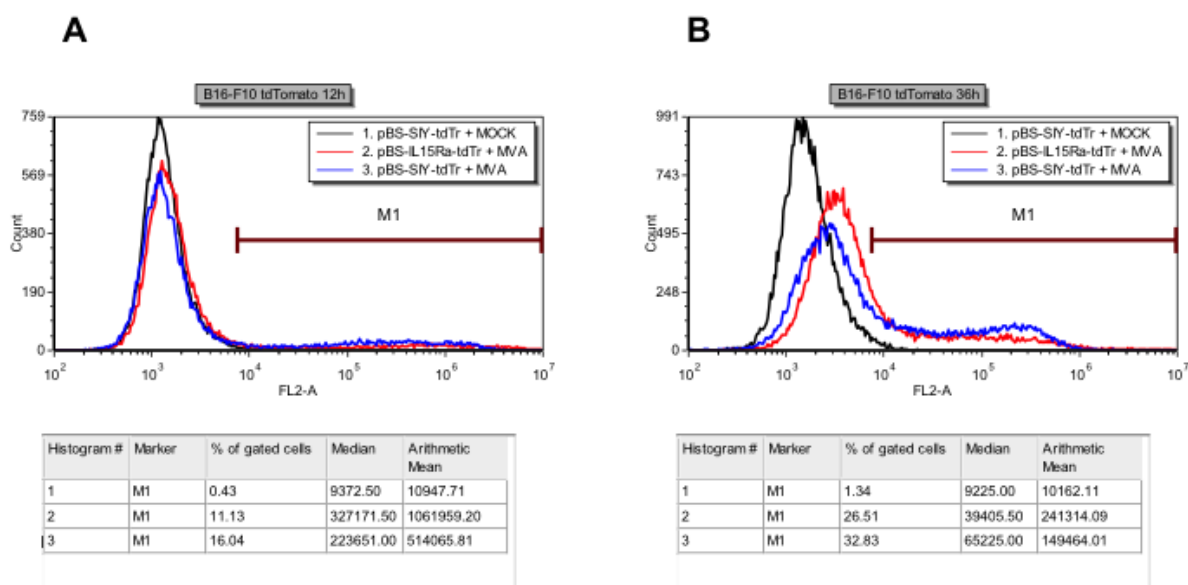 A
B16-F10 tdTomato 12h
759
569
380
190
0
Count
1. pBS-SIY-tdTr + MOCK
2. pBS-IL15Ra-tdTr + MVA
3. pBS-SIY-tdTr + MVA
M1
10^2 10^3 10^4 10^5 10^6 10^7
FL2-A
Histogram # Marker % of gated cells Median Arithmetic Mean
1 M1 0.43 9372.50 10947.71
2 M1 11.13 327171.50 1061959.20
3 M1 16.04 223651.00 514065.81
B
B16-F10 tdTomato 36h
991
743
495
248
0
Count
1. pBS-SIY-tdTr + MOCK
2. pBS-IL15Ra-tdTr + MVA
3. pBS-SIY-tdTr + MVA
M1
10^2 10^3 10^4 10^5 10^6 10^7
FL2-A
Histogram # Marker % of gated cells Median Arithmetic Mean
1 M1 1.34 9225.00 10162.11
2 M1 26.51 39405.50 241314.09
3 M1 32.83 65225.00 149464.01